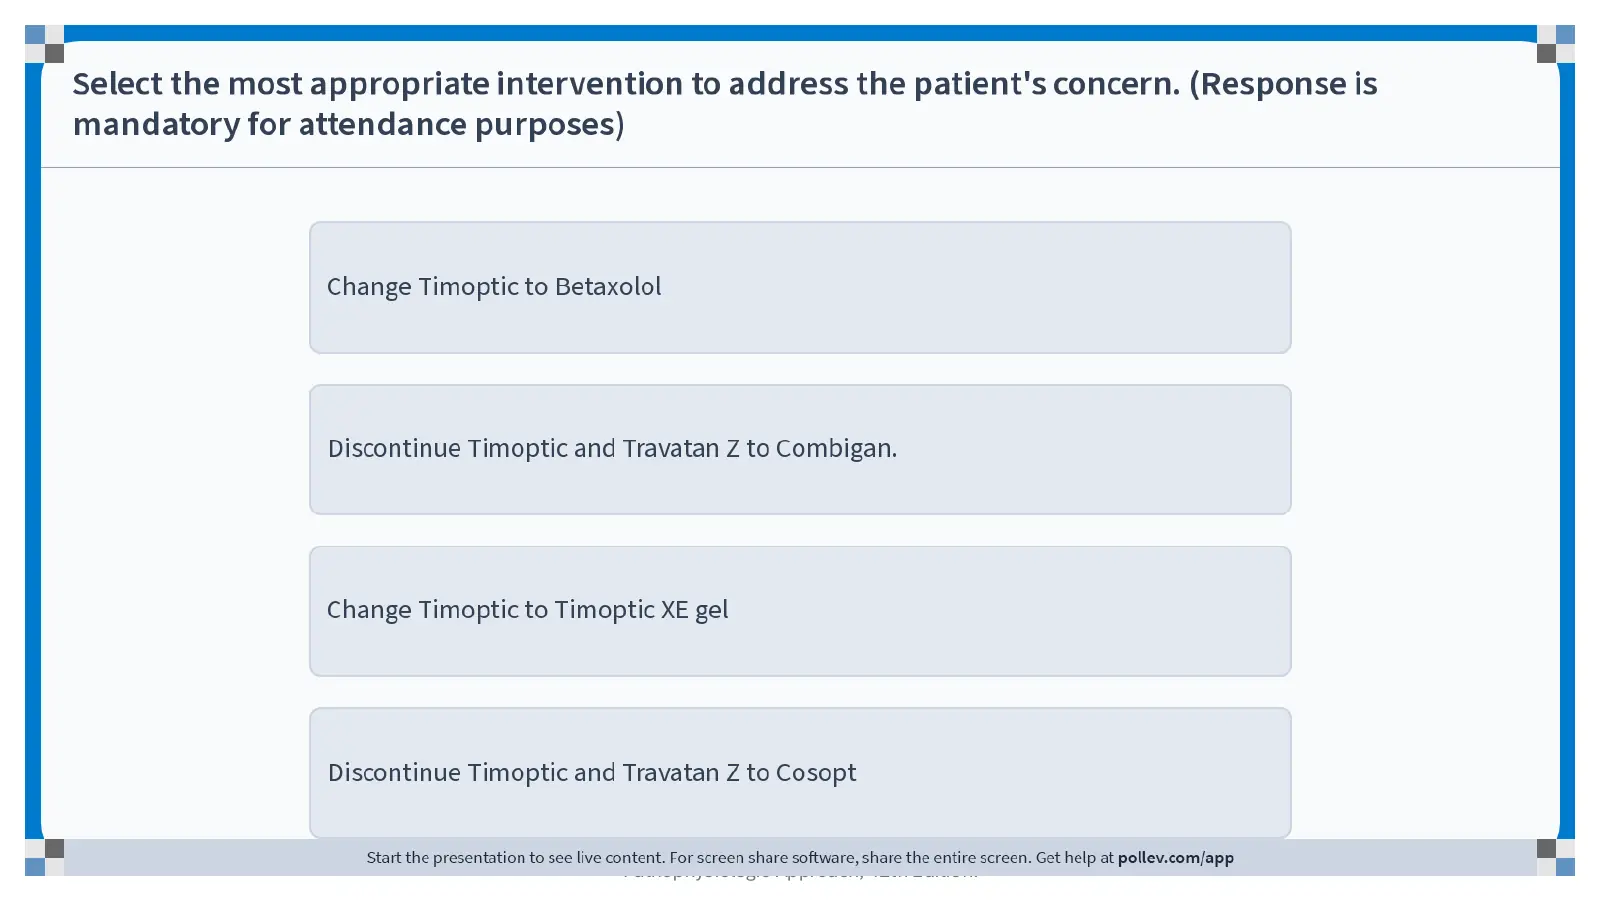 Select the most appropriate intervention to address the patient's concern. (Response is
mandatory for attendance purposes)
Change Timoptic to Betaxolol
Discontinue Timoptic and Travatan Z to Combigan.
Change Timoptic to Timoptic XE gel
Discontinue Timoptic and Travatan Z to Cosopt
Start the presentation to see live content. For screen share software, share the entire screen. Get help at pollev.com/app